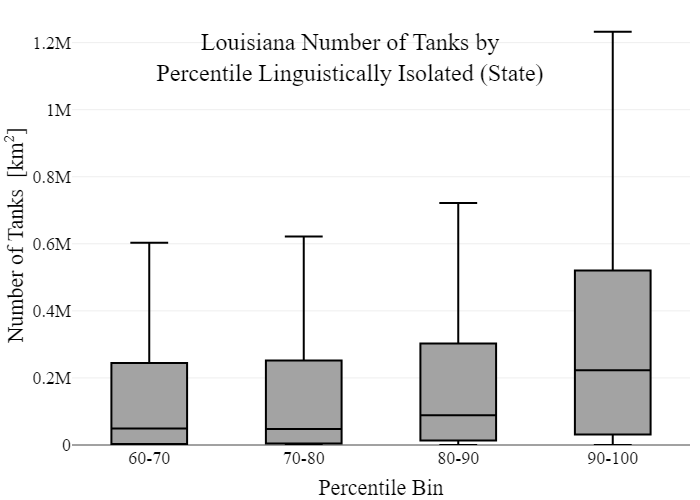 Louisiana Number of Tanks by
Percentile Linguistically Isolated (State)
Number of Tanks [km²]
1.2M
1M
0.8M
0.6M
0.4M
0.2M
0
60-70 70-80 80-90 90-100
Percentile Bin